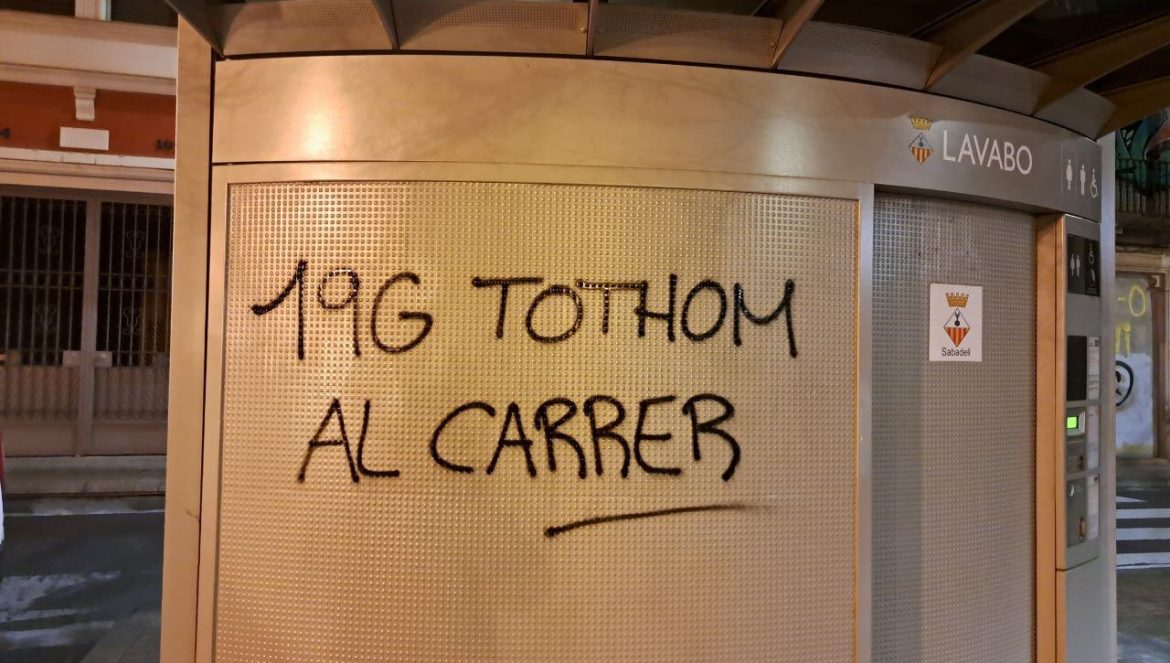 LAVABO
19G TOTHOM
AL CARRER
Sabadell